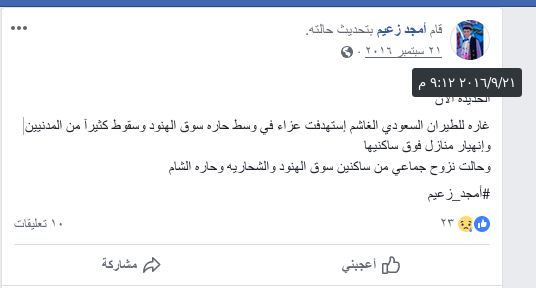 قام أمجد زعيم بتحديث حالته.
٢١ سبتمبر ٢٠١٦ ·
٢٠١٦/٩/٢١ ٩:١٢ م
الحديدة الآن
غاره للطيران السعودي الغاشم إستهدفت عزاء في وسط حاره سوق الهنود وسقوط كثيرآ من المدنيين
وإنهيار منازل فوق ساكنيها
وحالت نزوح جماعي من ساكنين سوق الهنود والشحاريه وحاره الشام
#أمجد_زعيم
٢٣
١٠ تعليقات
أعجبني
مشاركة